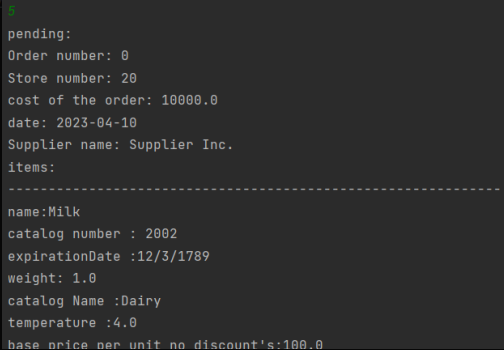 5
pending:
Order number: 0
Store number: 20
cost of the order: 10000.0
date: 2023-04-10
Supplier name: Supplier Inc.
items:
------------------------------------------------------------
name:Milk
catalog number : 2002
expirationDate :12/3/1789
weight: 1.0
catalog Name :Dairy
temperature :4.0
base price per unit no discount's:100.0